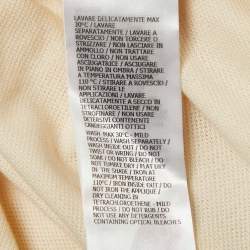 LAVARE DELICATAMENTE MAX
30°C/ LAVARE
SEPARATAMENTE / LAVARE A
ROVESCIO / NON TORCERE O
STRIZZARE / NON LASCIARE IN
AMMOLLO / NON TRATTARE
CON CLORO / NON USARE
ASCIUGATRICE / ASCIUGARE
IN PIANO IN OMBRA / STIRARE
A TEMPERATURA MASSIMA
110 °C / STIRARE A ROVESCIO /
NON STIRARE LE
APPLICAZIONI / LAVARE
DELICATAMENTE A SECCO IN
TETRACLOROETILENE / NON
STROFINARE / NON USARE
DETERSIVI CONTENENTI
CANDEGGIANTI OTTICI
WASH MAX 30°C - MILD
PROCESS / WASH SEPARATELY
/ WASH INSIDE OUT / DO NOT
TWIST OR WRING / DO NOT
SOAK / DO NOT BLEACH / DO
NOT TUMBLE DRY / FLAT DRY
IN THE SHADE / IRON AT
MAXIMUM TEMPERATURE
110°C / IRON INSIDE OUT / DO
NOT IRON THE APPLIQUE /
DRY CLEANING IN
TETRACHLOROETHENE - MILD
PROCESS / DO NOT RUB / DO
NOT USE ANY DETERGENTS
CONTAINING OPTICAL BLEACHES